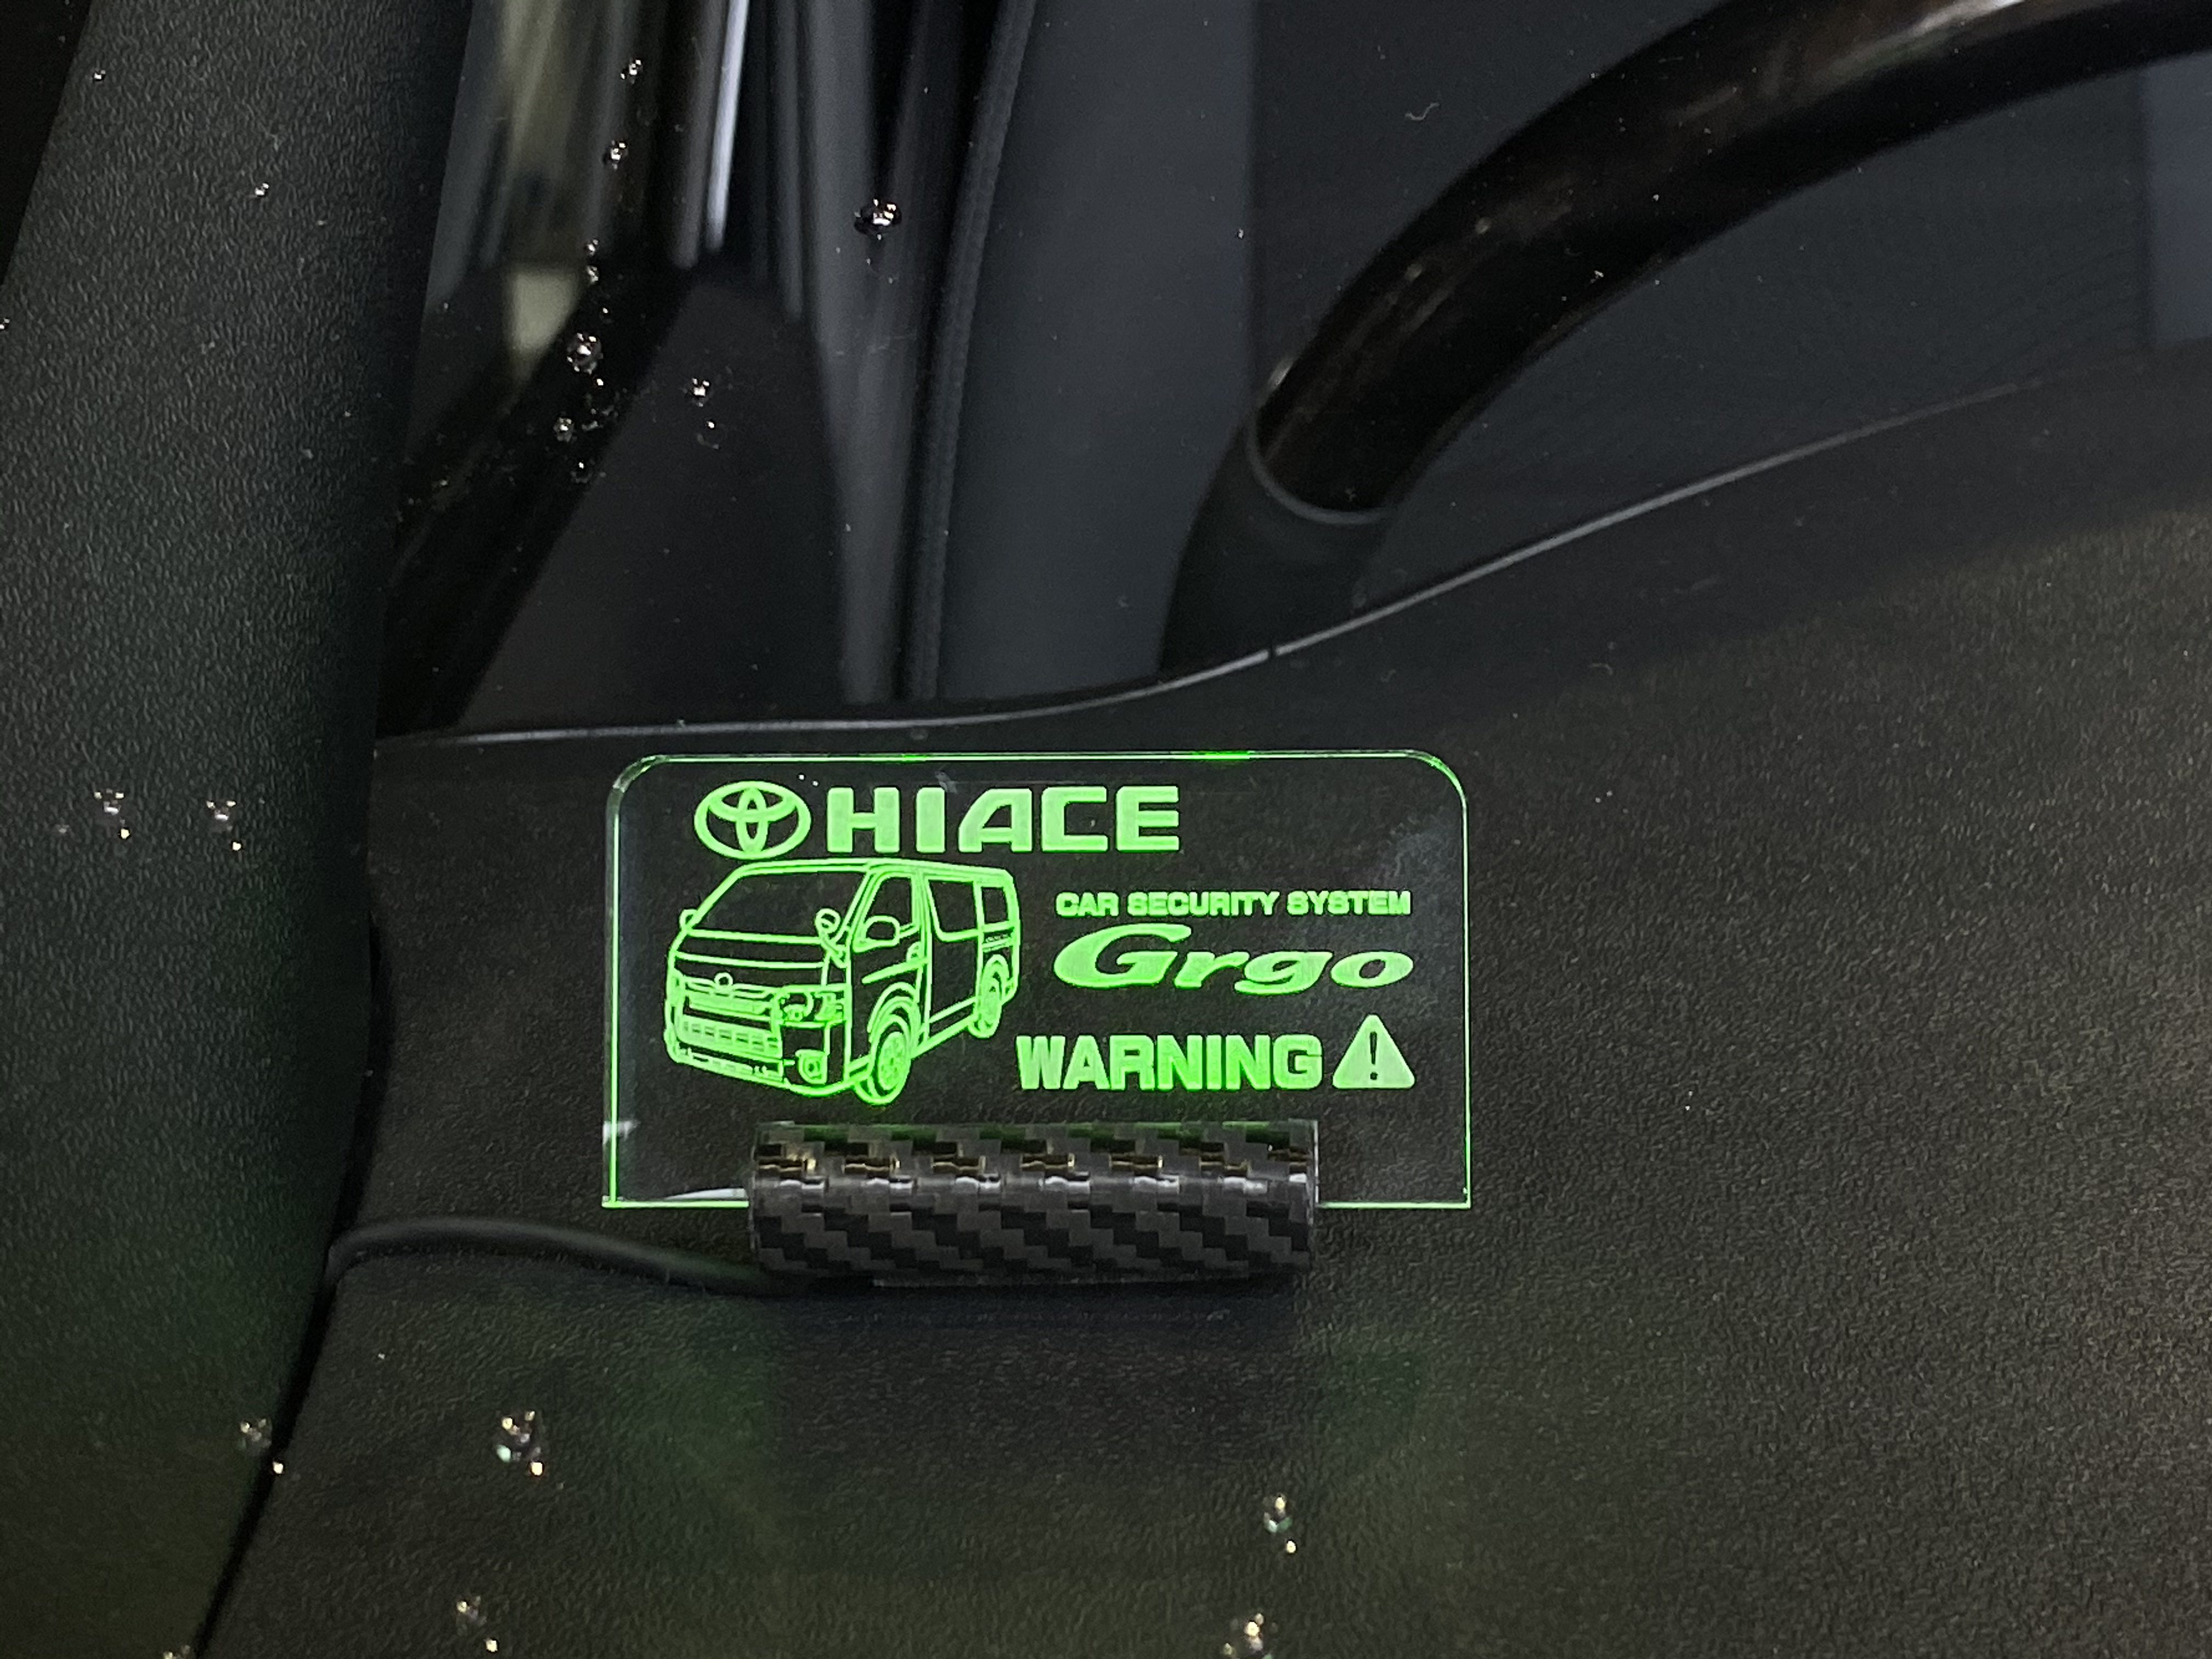 HIACE
CAR SECURITY SYSTEM
Grgo
WARNING